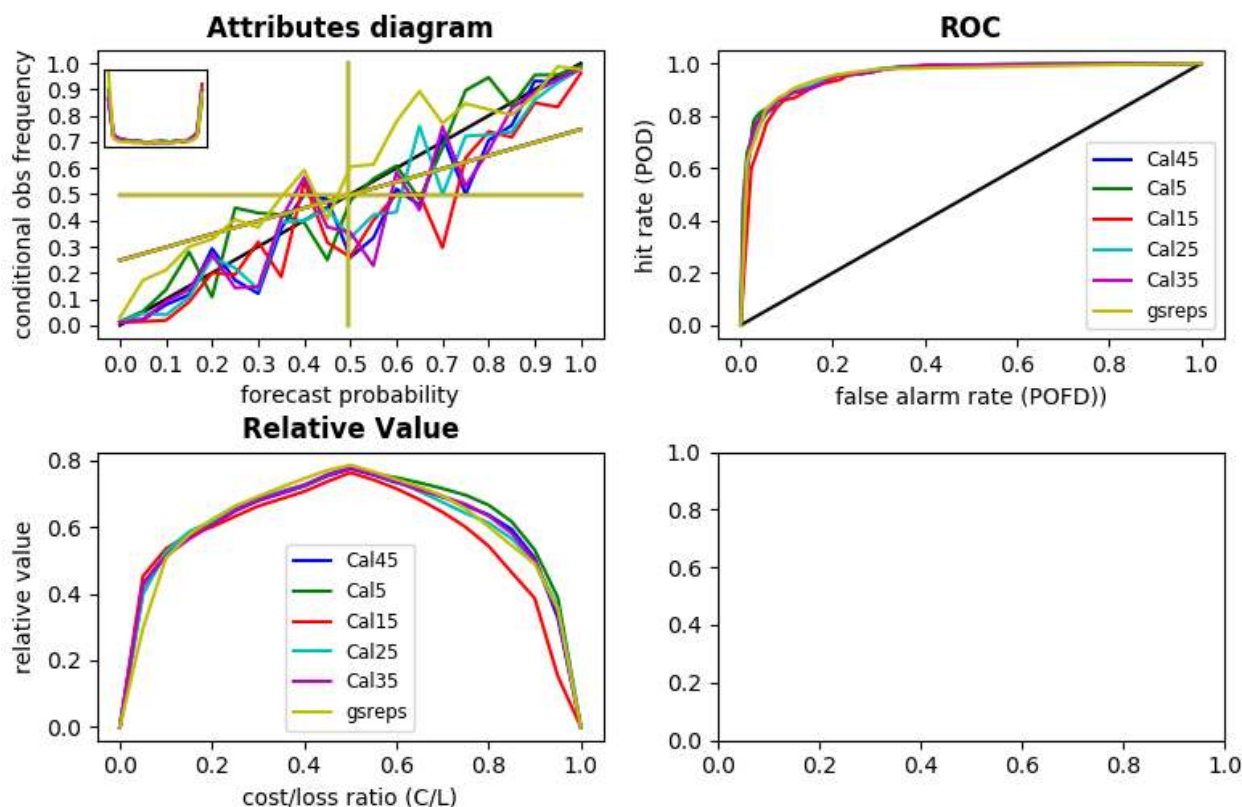 Attributes diagram
conditional obs frequency
1.0
0.9
0.8
0.7
0.6
0.5
0.4
0.3
0.2
0.1
0.0
0.0 0.1 0.2 0.3 0.4 0.5 0.6 0.7 0.8 0.9 1.0
forecast probability
ROC
hit rate (POD)
1.0
0.8
0.6
0.4
0.2
0.0
Cal45
Cal5
Cal15
Cal25
Cal35
gsreps
0.0 0.2 0.4 0.6 0.8 1.0
false alarm rate (POFD))
Relative Value
relative value
0.8
0.6
0.4
0.2
0.0
Cal45
Cal5
Cal15
Cal25
Cal35
gsreps
0.0 0.2 0.4 0.6 0.8 1.0
cost/loss ratio (C/L)
1.0
0.8
0.6
0.4
0.2
0.0
0.0 0.2 0.4 0.6 0.8 1.0